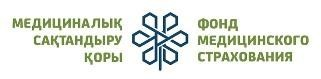 МЕДИЦИНАЛЫҚ
САҚТАНДЫРУ
ҚОРЫ
ФОНД
МЕДИЦИНСКОГО
СТРАХОВАНИЯ